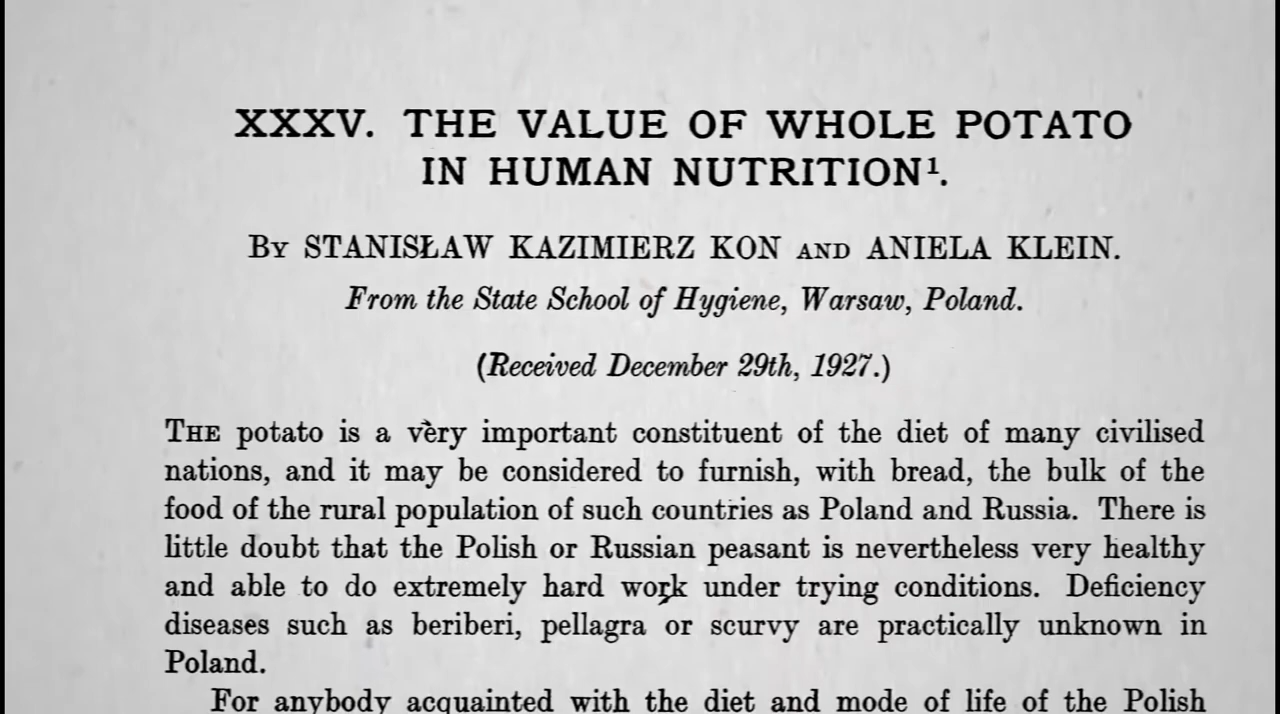 XXXV. THE VALUE OF WHOLE POTATO
IN HUMAN NUTRITION¹.
By STANISŁAW KAZIMIERZ KON AND ANIELA KLEIN.
From the State School of Hygiene, Warsaw, Poland.
(Received December 29th, 1927.)
THE potato is a very important constituent of the diet of many civilised
nations, and it may be considered to furnish, with bread, the bulk of the
food of the rural population of such countries as Poland and Russia. There is
little doubt that the Polish or Russian peasant is nevertheless very healthy
and able to do extremely hard work under trying conditions. Deficiency
diseases such as beriberi, pellagra or scurvy are practically unknown in
Poland.
For anybody acquainted with the diet and mode of life of the Polish